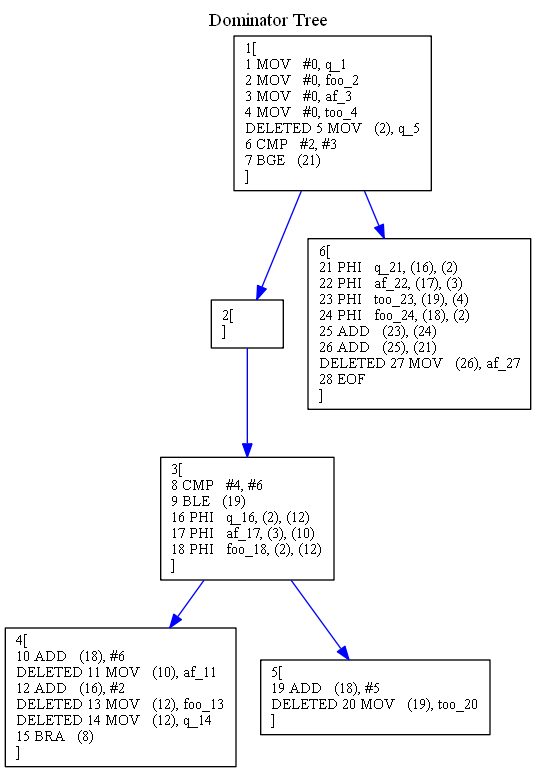 Dominator Tree
1[
1 MOV #0, q_1
2 MOV #0, foo_2
3 MOV #0, af_3
4 MOV #0, too_4
DELETED 5 MOV (2), q_5
6 CMP #2, #3
7 BGE (21)
]
6[
21 PHI q_21, (16), (2)
22 PHI af_22, (17), (3)
23 PHI too_23, (19), (4)
24 PHI foo_24, (18), (2)
25 ADD (23), (24)
26 ADD (25), (21)
DELETED 27 MOV (26), af_27
28 EOF
]
2[
]
3[
8 CMP #4, #6
9 BLE (19)
16 PHI q_16, (2), (12)
17 PHI af_17, (3), (10)
18 PHI foo_18, (2), (12)
]
4[
10 ADD (18), #6
DELETED 11 MOV (10), af_11
12 ADD (16), #2
DELETED 13 MOV (12), foo_13
DELETED 14 MOV (12), q_14
15 BRA (8)
]
5[
19 ADD (18), #5
DELETED 20 MOV (19), too_20
]